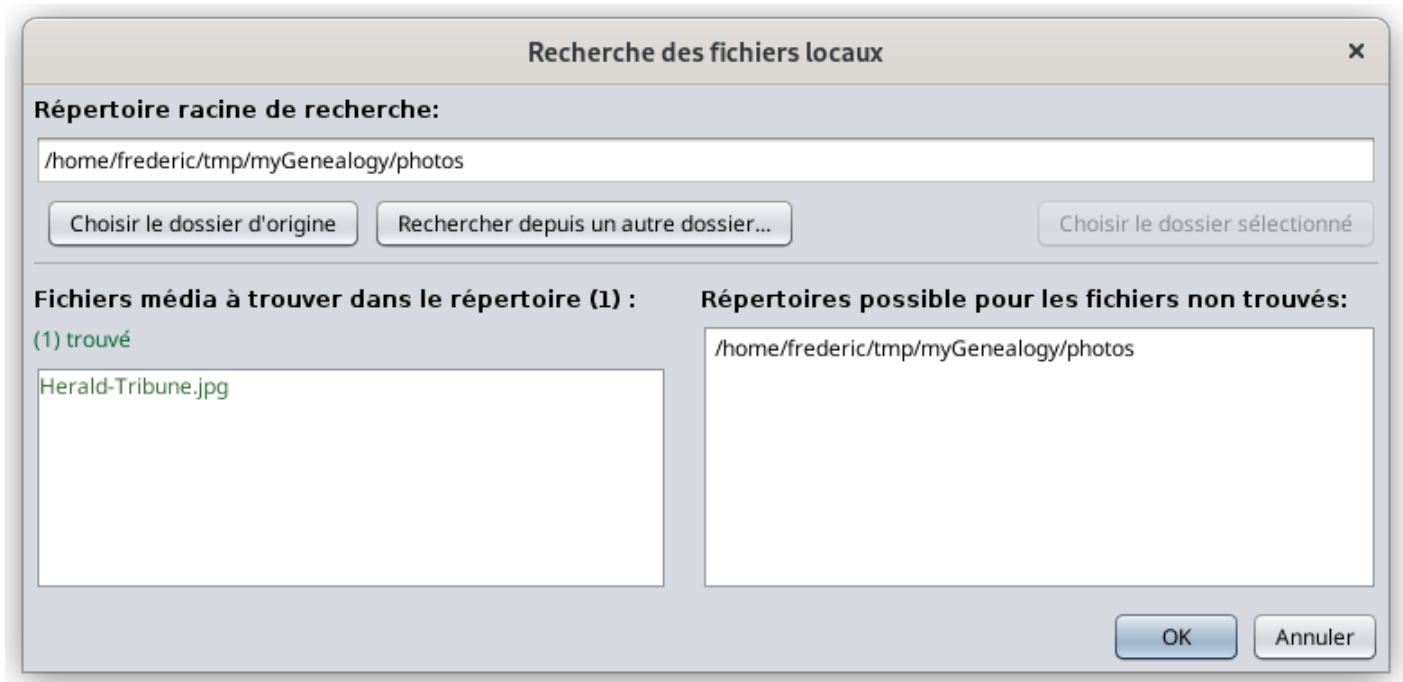 Recherche des fichiers locaux
Répertoire racine de recherche:
/home/frederic/tmp/myGenealogy/photos
Choisir le dossier d'origine
Rechercher depuis un autre dossier...
Choisir le dossier sélectionné
Fichiers média à trouver dans le répertoire (1) :
(1) trouvé
Herald-Tribune.jpg
Répertoires possible pour les fichiers non trouvés:
/home/frederic/tmp/myGenealogy/photos
OK
Annuler